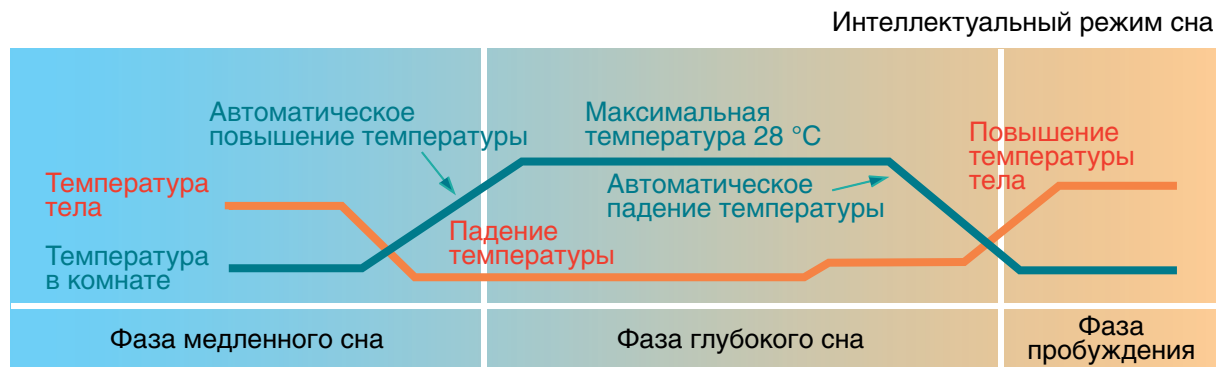 Интеллектуальный режим сна
Автоматическое
повышение температуры
Максимальная
температура 28 °C
Повышение
температуры
тела
Температура
тела
Автоматическое
падение температуры
Падение
температуры
Температура
в комнате
Фаза медленного сна
Фаза глубокого сна
Фаза
пробуждения